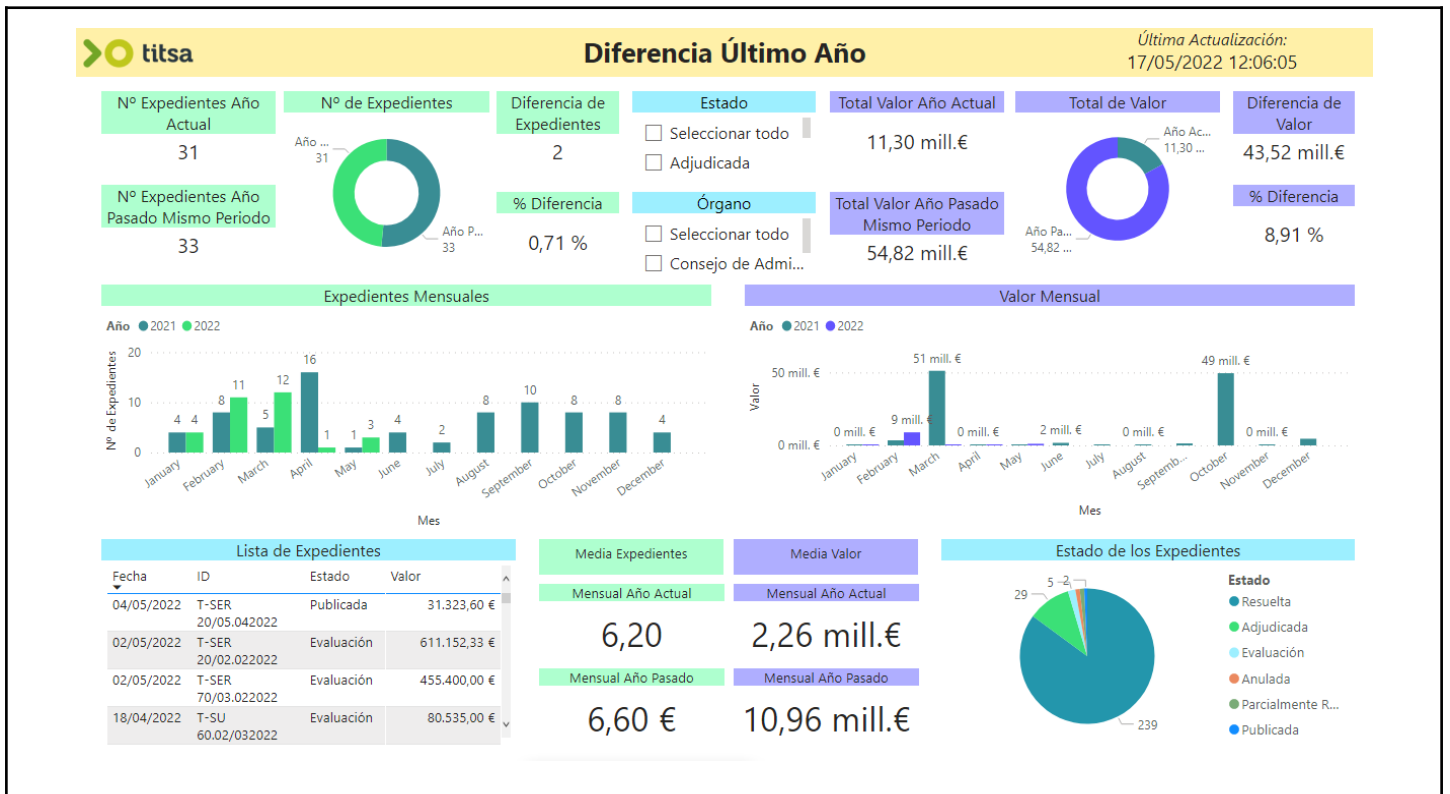 titsa
Diferencia Último Año
Última Actualización:
17/05/2022 12:06:05
Nº Expedientes Año
Actual
31
Nº Expedientes Año
Pasado Mismo Periodo
33
Nº de Expedientes
Año ...
31
Año P...
33
Diferencia de
Expedientes
2
% Diferencia
0,71 %
Estado
Seleccionar todo
Adjudicada
Órgano
Seleccionar todo
Consejo de Admi...
Total Valor Año Actual
11,30 mill.€
Total Valor Año Pasado
Mismo Periodo
54,82 mill.€
Total de Valor
Año Ac...
11,30 ...
Año Pa...
54,82 ...
Diferencia de
Valor
43,52 mill.€
% Diferencia
8,91 %
Expedientes Mensuales
Año 2021 2022
Nº de Expedientes
20
10
0
4 4 8 11 5 12 16 1 1 3 4 2 8 10 8 8 4
January February March April May June July August September October November December
Mes
Valor Mensual
Año 2021 2022
Valor
50 mill. €
0 mill. €
0 mill. € 9 mill. € 51 mill. € 0 mill. € 2 mill. € 0 mill. € 49 mill. € 0 mill. €
January February March April May June July August Septemb... October November December
Mes
Lista de Expedientes
Fecha ID Estado Valor
04/05/2022 T-SER Publicada 31.323,60 €
20/05.042022
02/05/2022 T-SER Evaluación 611.152,33 €
20/02.022022
02/05/2022 T-SER Evaluación 455.400,00 €
70/03.022022
18/04/2022 T-SU Evaluación 80.535,00 €
60.02/032022
Media Expedientes
Mensual Año Actual
6,20
Mensual Año Pasado
6,60 €
Media Valor
Mensual Año Actual
2,26 mill.€
Mensual Año Pasado
10,96 mill.€
Estado de los Expedientes
5 2
29
239
Estado
Resuelta
Adjudicada
Evaluación
Anulada
Parcialmente R...
Publicada